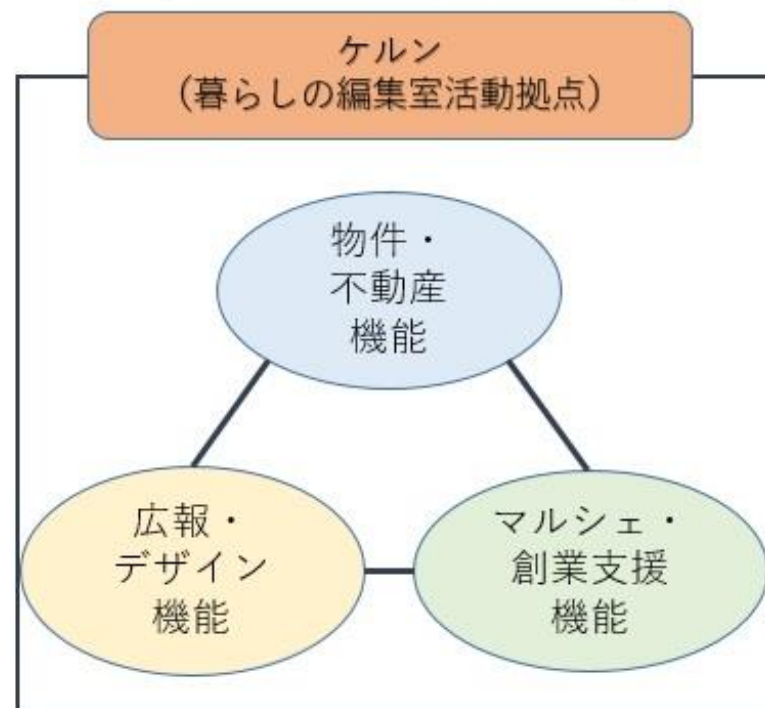 ケルン
(暮らしの編集室活動拠点)
物件・
不動産
機能
広報・
デザイン
機能
マルシェ・
創業支援
機能